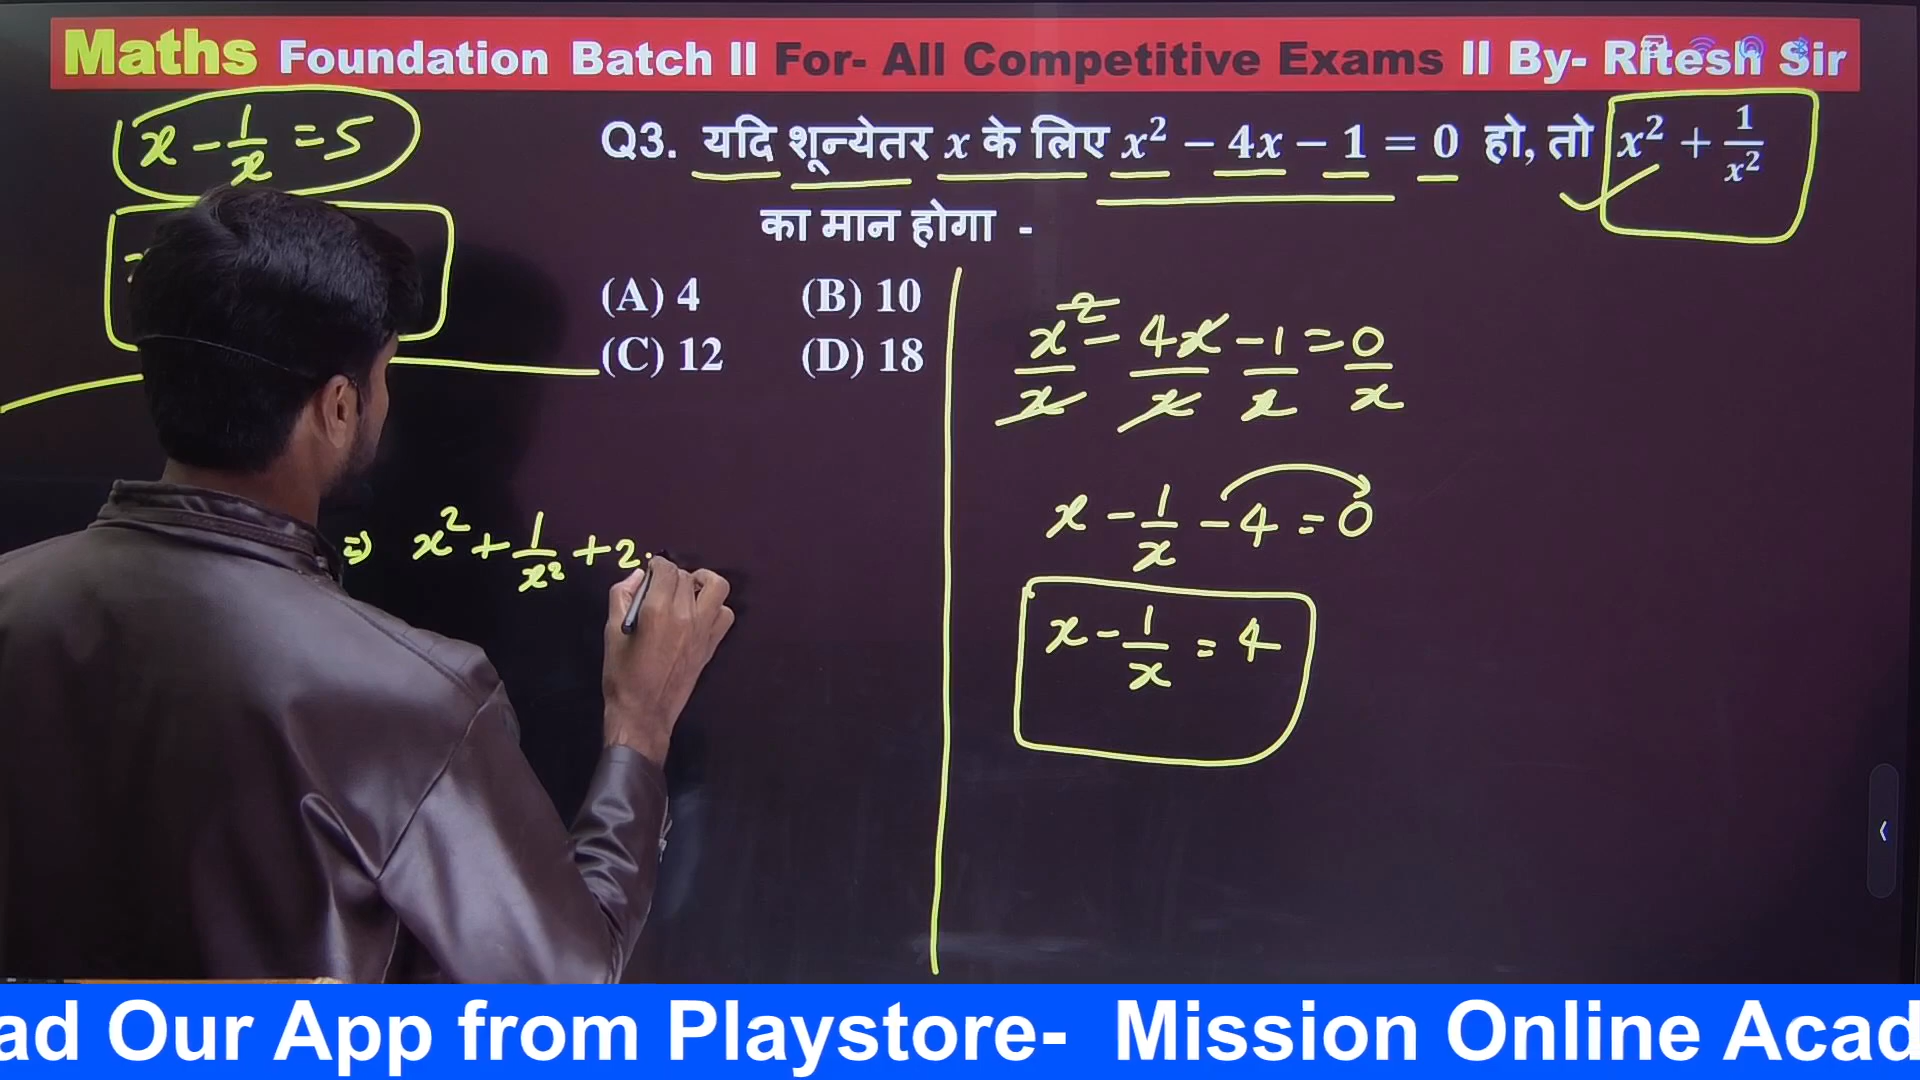 Maths Foundation Batch II For- All Competitive Exams II By- Ritesh Sir
x - 1/x = 5
Q3. यदि शून्येतर x के लिए x² − 4x − 1 = 0 हो, तो x² + 1/x²
का मान होगा -
(A) 4 (B) 10
(C) 12 (D) 18
x²/x - 4x/x - 1/x = 0/x
x - 1/x - 4 = 0
x - 1/x = 4
⇒ x² + 1/x² + 2.
ad Our App from Playstore- Mission Online Acad